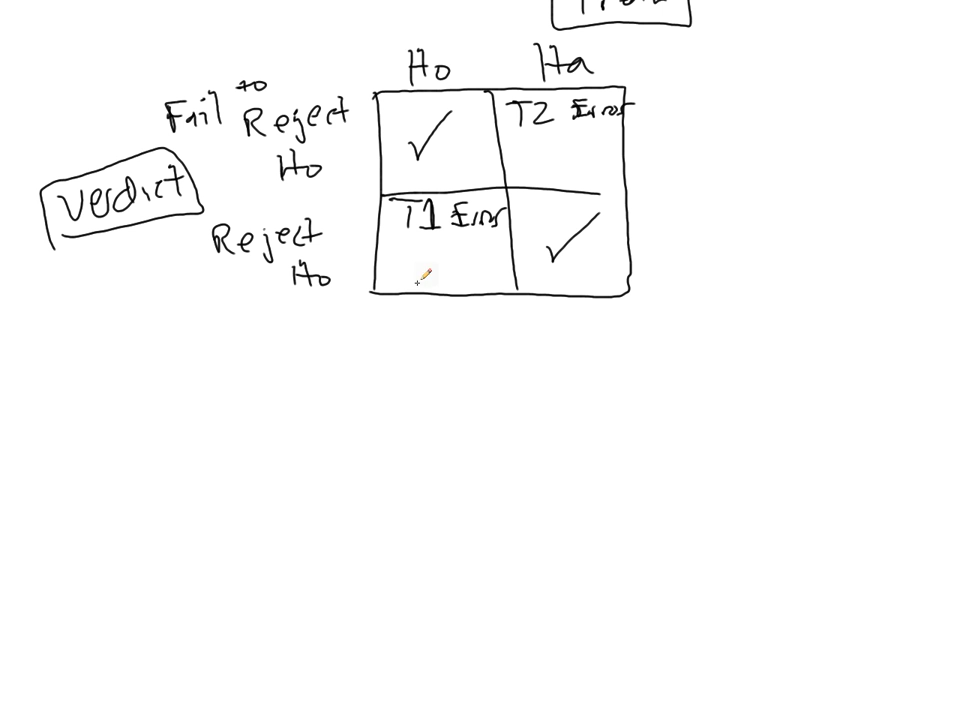 Ho Ha
Fail to Reject Ho
T2 Error
Verdict
T1 Error
Reject Ho